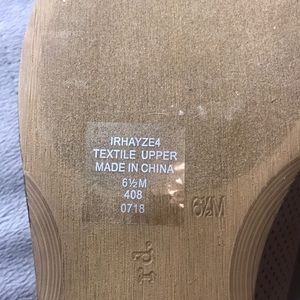 IRHAYZE4
TEXTILE UPPER
MADE IN CHINA
6½M
408
0718
6½M